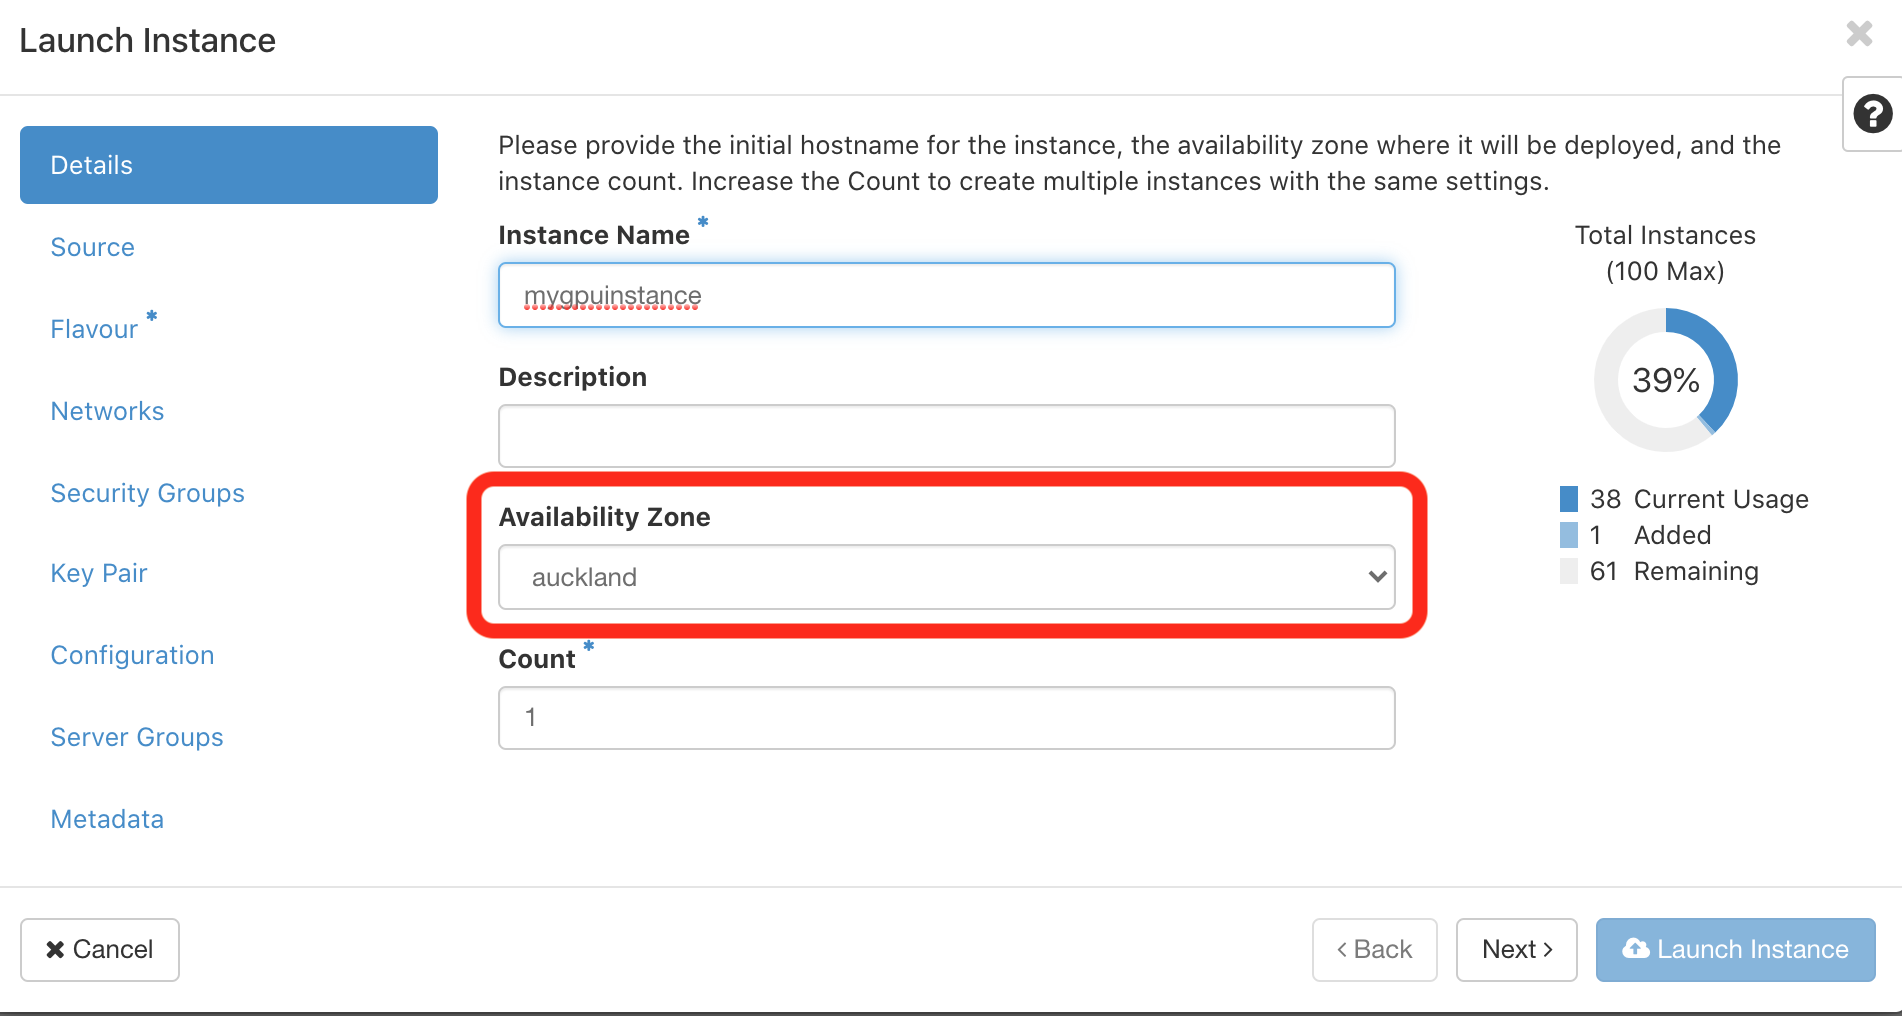 Launch Instance
Details
Source
Flavour *
Networks
Security Groups
Key Pair
Configuration
Server Groups
Metadata
Please provide the initial hostname for the instance, the availability zone where it will be deployed, and the
instance count. Increase the Count to create multiple instances with the same settings.
Instance Name *
mygpuinstance
Description
Availability Zone
auckland
Count *
1
Total Instances
(100 Max)
39%
38 Current Usage
1 Added
61 Remaining
Cancel
Back
Next
Launch Instance